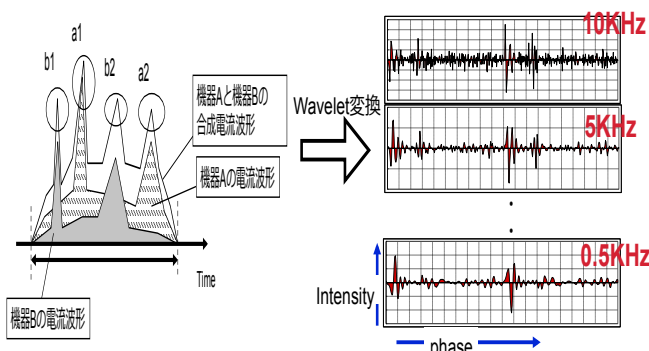 b1
a1
b2
a2
機器Aと機器Bの
合成電流波形
機器Aの電流波形
機器Bの電流波形
Time
Wavelet変換
10KHz
5KHz
0.5KHz
Intensity
phase